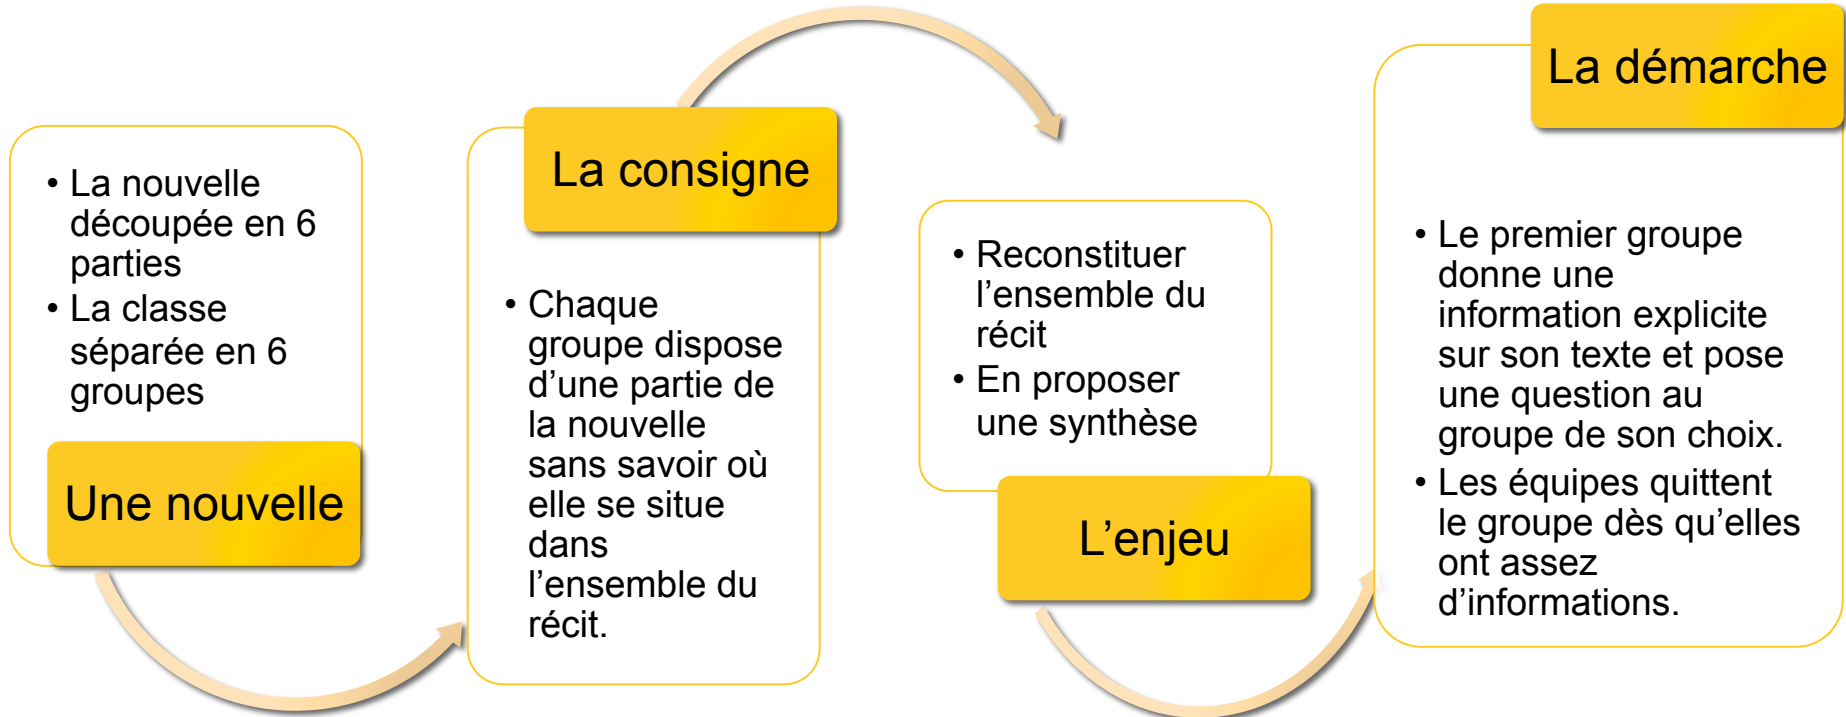 • La nouvelle
découpée en 6
parties
• La classe
séparée en 6
groupes
Une nouvelle
La consigne
• Chaque
groupe dispose
d’une partie de
la nouvelle
sans savoir où
elle se situe
dans
l’ensemble du
récit.
• Reconstituer
l’ensemble du
récit
• En proposer
une synthèse
L’enjeu
La démarche
• Le premier groupe
donne une
information explicite
sur son texte et pose
une question au
groupe de son choix.
• Les équipes quittent
le groupe dès qu’elles
ont assez
d’informations.